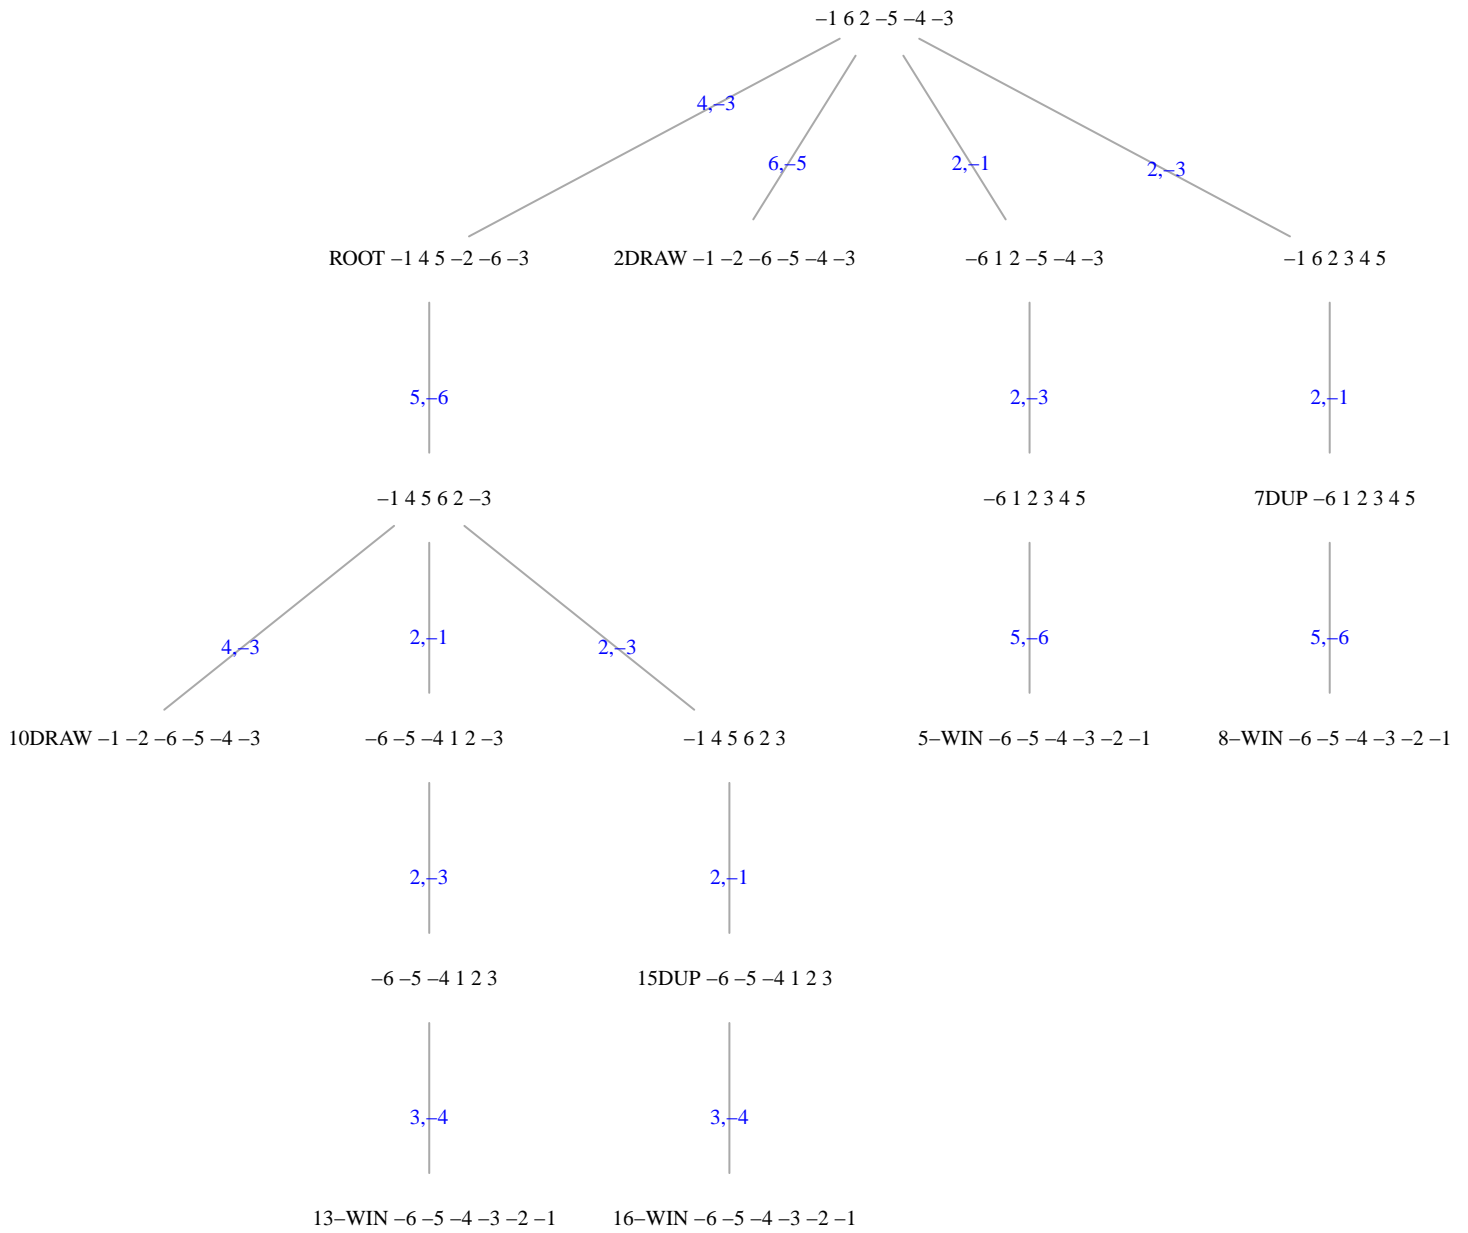 –1 6 2 –5 –4 –3
4,–3
6,–5
2,–1
2,–3
ROOT –1 4 5 –2 –6 –3
2DRAW –1 –2 –6 –5 –4 –3
–6 1 2 –5 –4 –3
–1 6 2 3 4 5
5,–6
2,–3
2,–1
–1 4 5 6 2 –3
–6 1 2 3 4 5
7DUP –6 1 2 3 4 5
4,–3
2,–1
2,–3
5,–6
5,–6
10DRAW –1 –2 –6 –5 –4 –3
–6 –5 –4 1 2 –3
–1 4 5 6 2 3
5–WIN –6 –5 –4 –3 –2 –1
8–WIN –6 –5 –4 –3 –2 –1
2,–3
2,–1
–6 –5 –4 1 2 3
15DUP –6 –5 –4 1 2 3
3,–4
3,–4
13–WIN –6 –5 –4 –3 –2 –1
16–WIN –6 –5 –4 –3 –2 –1